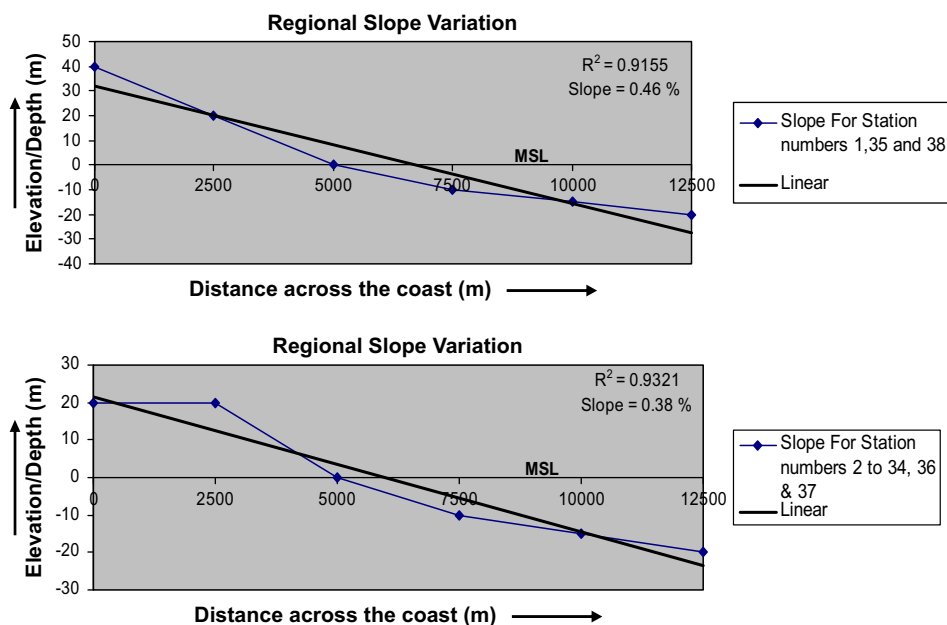 Regional Slope Variation
50
40
30
20
10
0
-10
-20
-30
-40
0
2500
5000
7500
10000
12500
R² = 0.9155
Slope = 0.46 %
MSL
Elevation/Depth (m)
Distance across the coast (m)
Slope For Station
numbers 1,35 and 38
Linear
Regional Slope Variation
30
20
10
0
-10
-20
-30
0
2500
5000
7500
10000
12500
R² = 0.9321
Slope = 0.38 %
MSL
Elevation/Depth (m)
Distance across the coast (m)
Slope For Station
numbers 2 to 34, 36
& 37
Linear